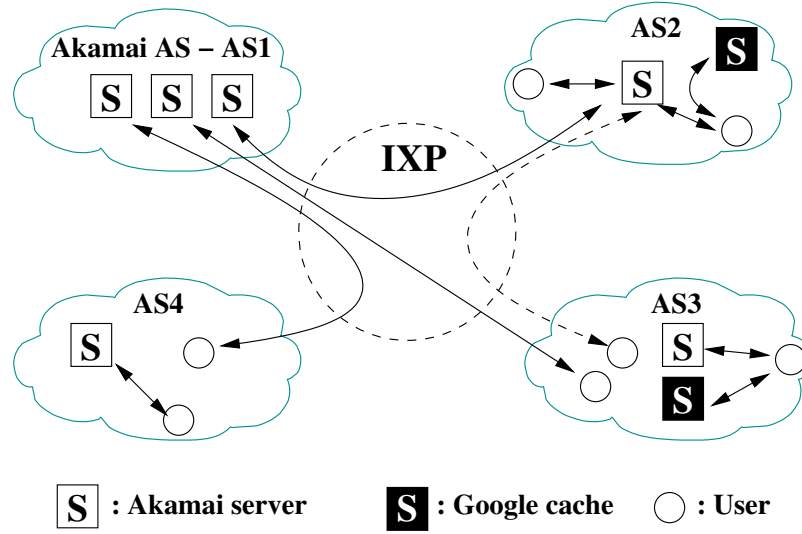 Akamai AS – AS1
S S S
AS2
S
S
IXP
AS4
S
AS3
S
S
S : Akamai server
S : Google cache
: User